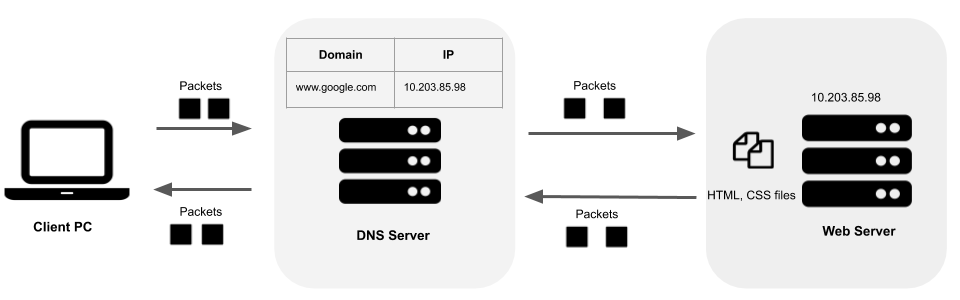 Domain IP
www.google.com 10.203.85.98
Packets
Packets
10.203.85.98
HTML, CSS files
Packets
Packets
Client PC
DNS Server
Web Server